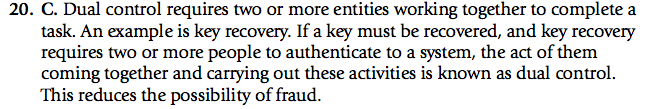 20. C. Dual control requires two or more entities working together to complete a
task. An example is key recovery. If a key must be recovered, and key recovery
requires two or more people to authenticate to a system, the act of them
coming together and carrying out these activities is known as dual control.
This reduces the possibility of fraud.